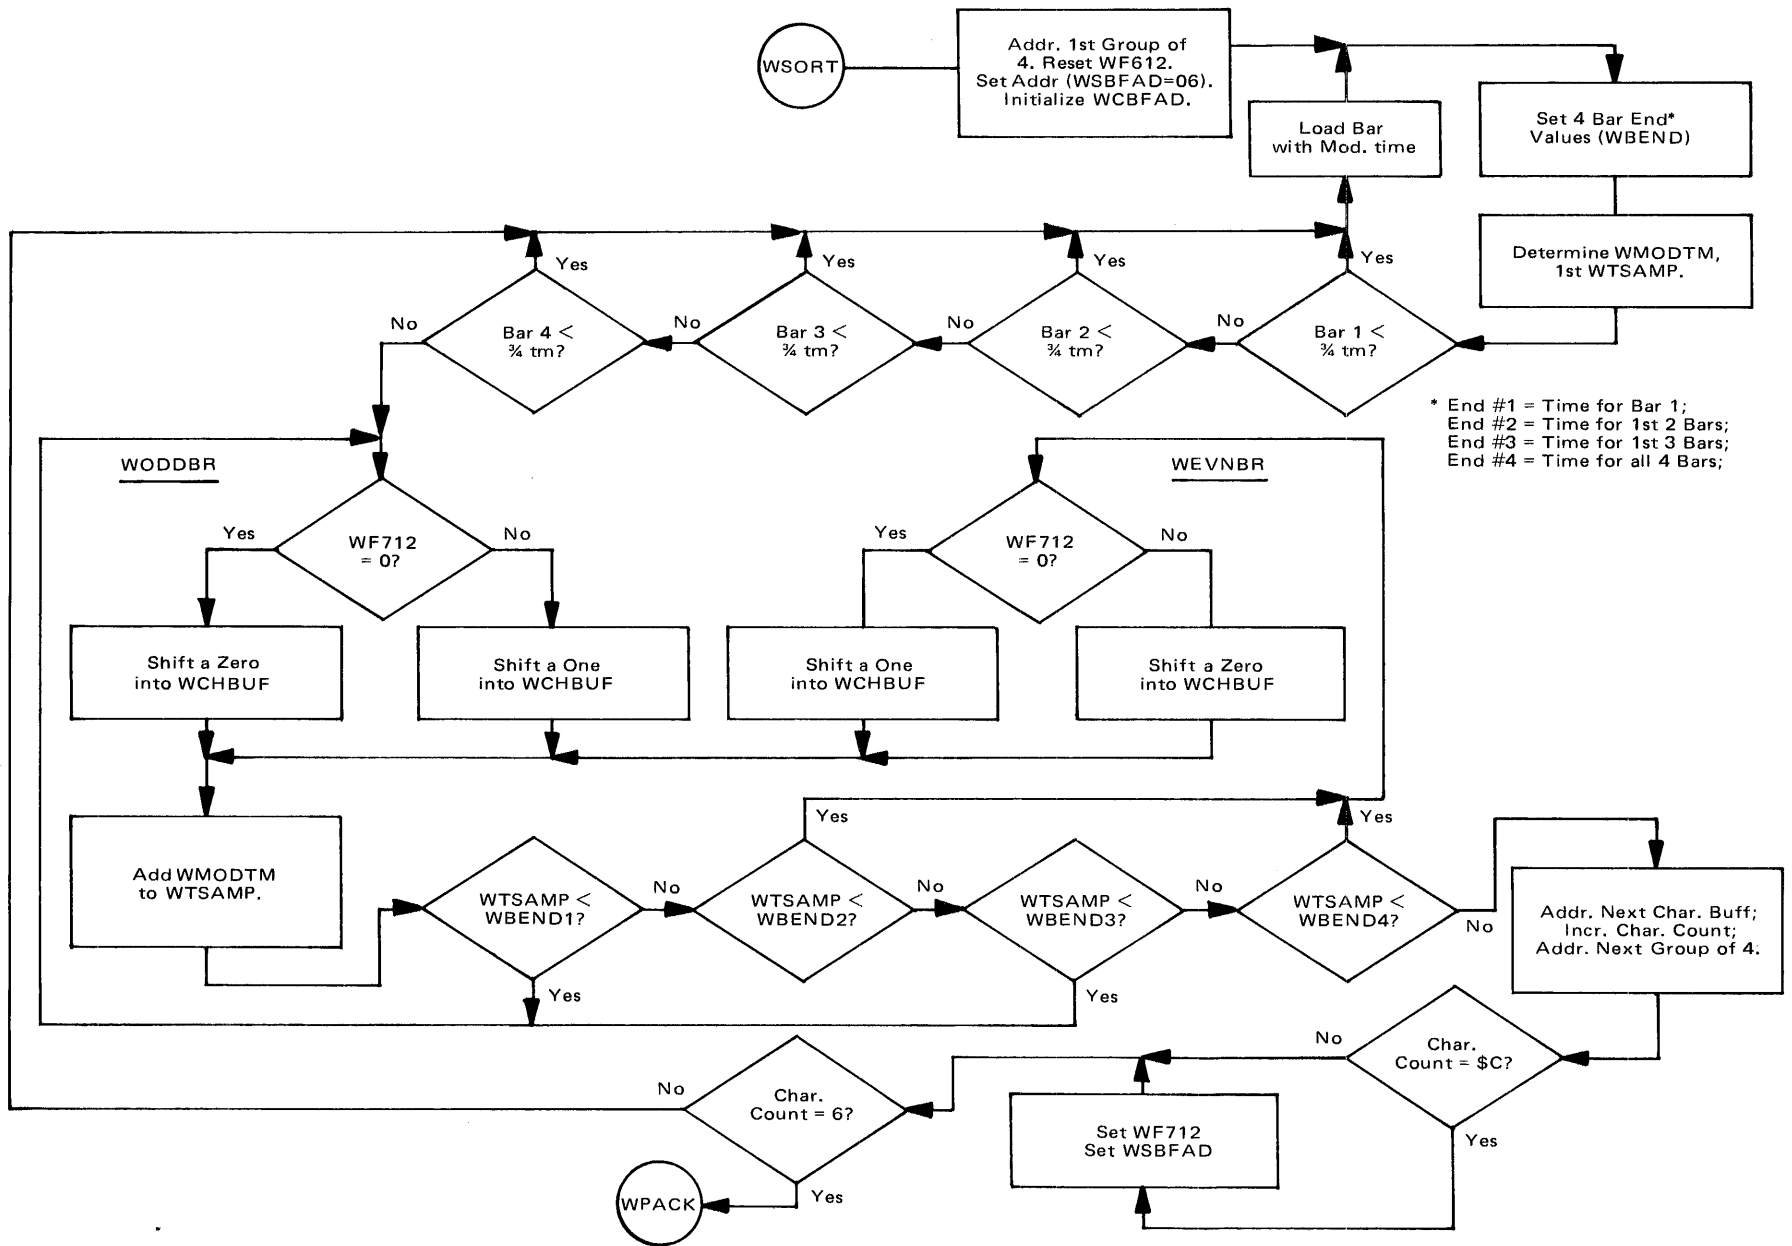 WSORT
Addr. 1st Group of
4. Reset WF612.
Set Addr (WSBFAD=06).
Initialize WCBFAD.
Load Bar
with Mod. time
Set 4 Bar End*
Values (WBEND)
Determine WMODTM,
1st WTSAMP.
Yes
Yes
Yes
Yes
Bar 4 <
¾ tm?
No
Bar 3 <
¾ tm?
No
Bar 2 <
¾ tm?
No
Bar 1 <
¾ tm?
No
* End #1 = Time for Bar 1;
End #2 = Time for 1st 2 Bars;
End #3 = Time for 1st 3 Bars;
End #4 = Time for all 4 Bars;
WODDBR
WEVNBR
Yes
WF712
= 0?
No
Yes
WF712
= 0?
No
Shift a Zero
into WCHBUF
Shift a One
into WCHBUF
Shift a One
into WCHBUF
Shift a Zero
into WCHBUF
Add WMODTM
to WTSAMP.
WTSAMP <
WBEND1?
No
Yes
WTSAMP <
WBEND2?
Yes
No
WTSAMP <
WBEND3?
No
Yes
WTSAMP <
WBEND4?
Yes
No
Addr. Next Char. Buff;
Incr. Char. Count;
Addr. Next Group of 4.
Char.
Count = $C?
No
Yes
Set WF712
Set WSBFAD
Char.
Count = 6?
No
Yes
WPACK